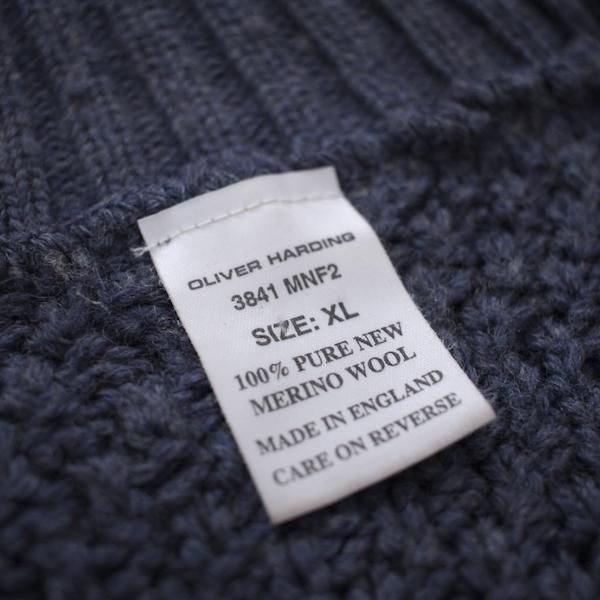 OLIVER HARDING
3841 MNF2
SIZE: XL
100% PURE NEW
MERINO WOOL
MADE IN ENGLAND
CARE ON REVERSE